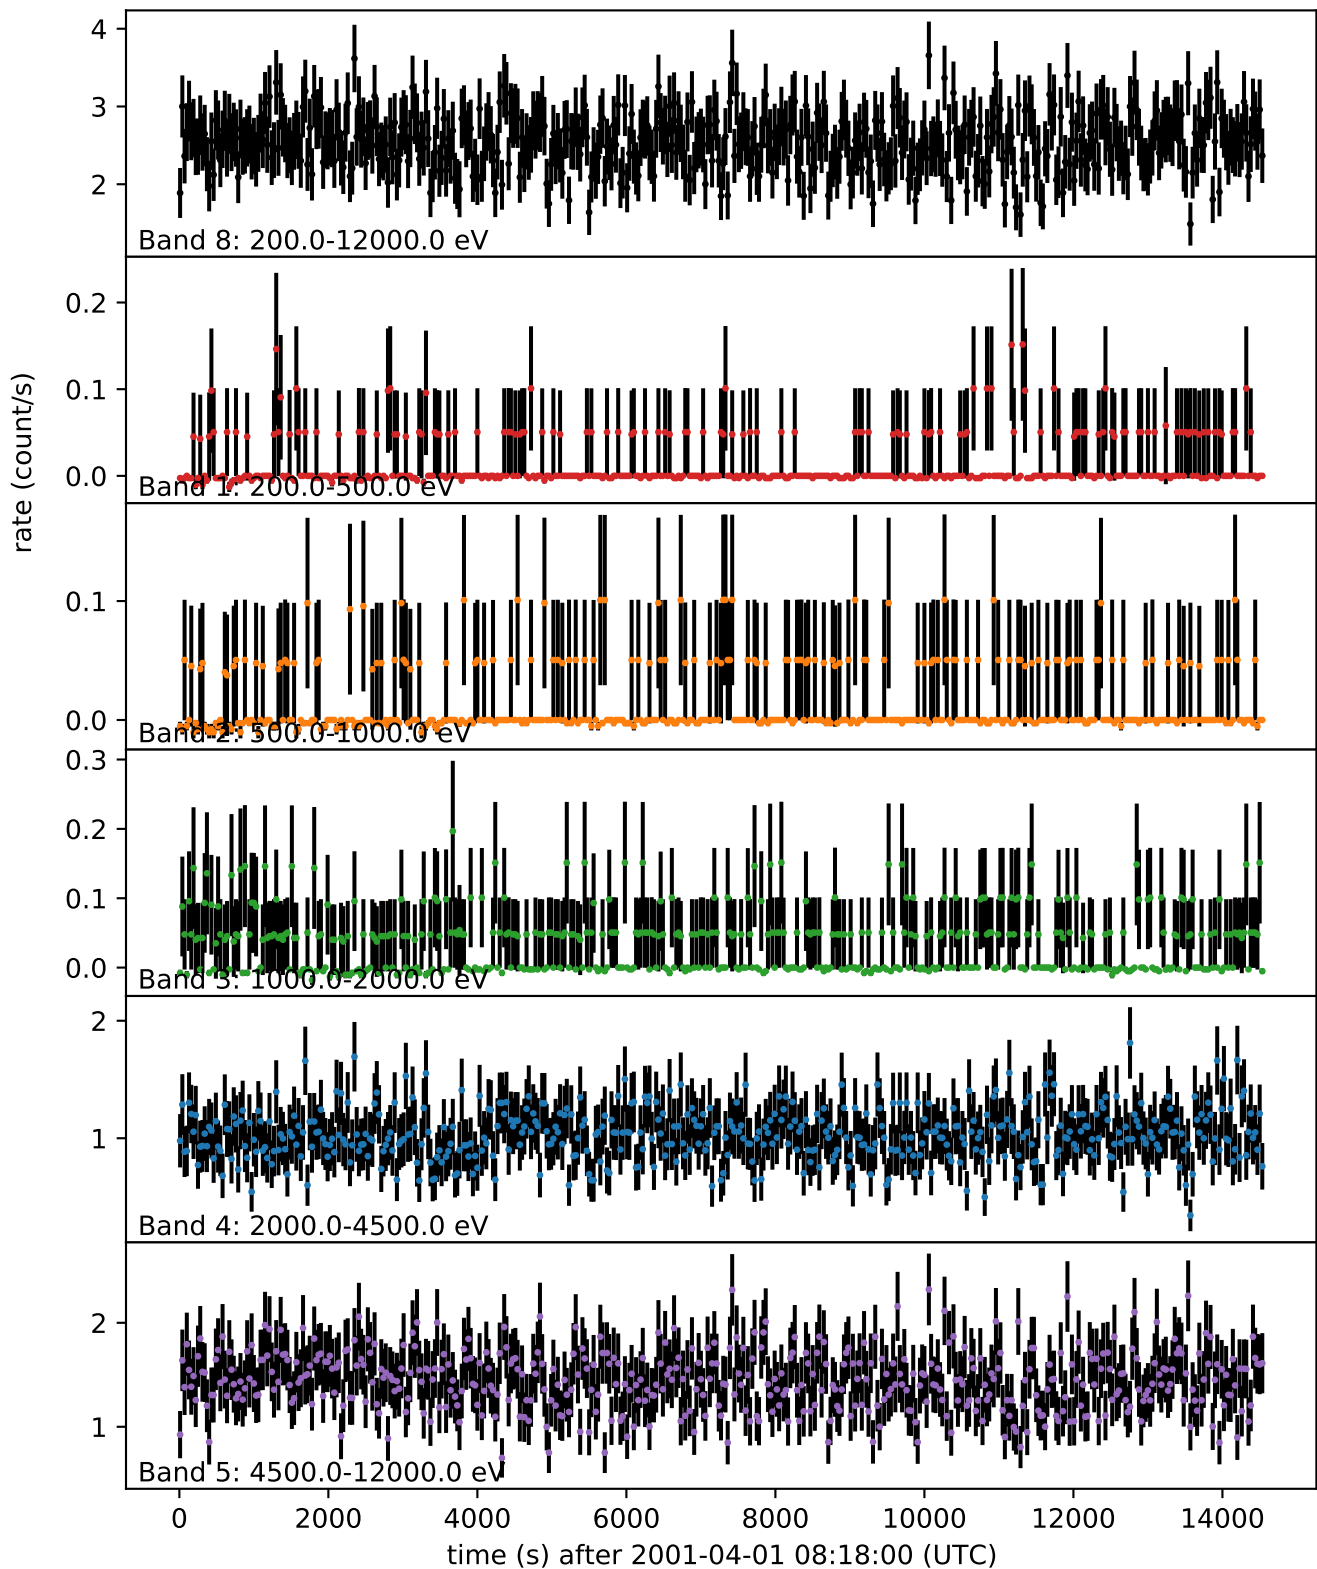 4
3
2
Band 8: 200.0-12000.0 eV
0.2
0.1
0.0
Band 1: 200.0-500.0 eV
rate (count/s)
0.1
0.0
Band 2: 500.0-1000.0 eV
0.3
0.2
0.1
0.0
Band 3: 1000.0-2000.0 eV
2
1
Band 4: 2000.0-4500.0 eV
2
1
Band 5: 4500.0-12000.0 eV
0 2000 4000 6000 8000 10000 12000 14000
time (s) after 2001-04-01 08:18:00 (UTC)